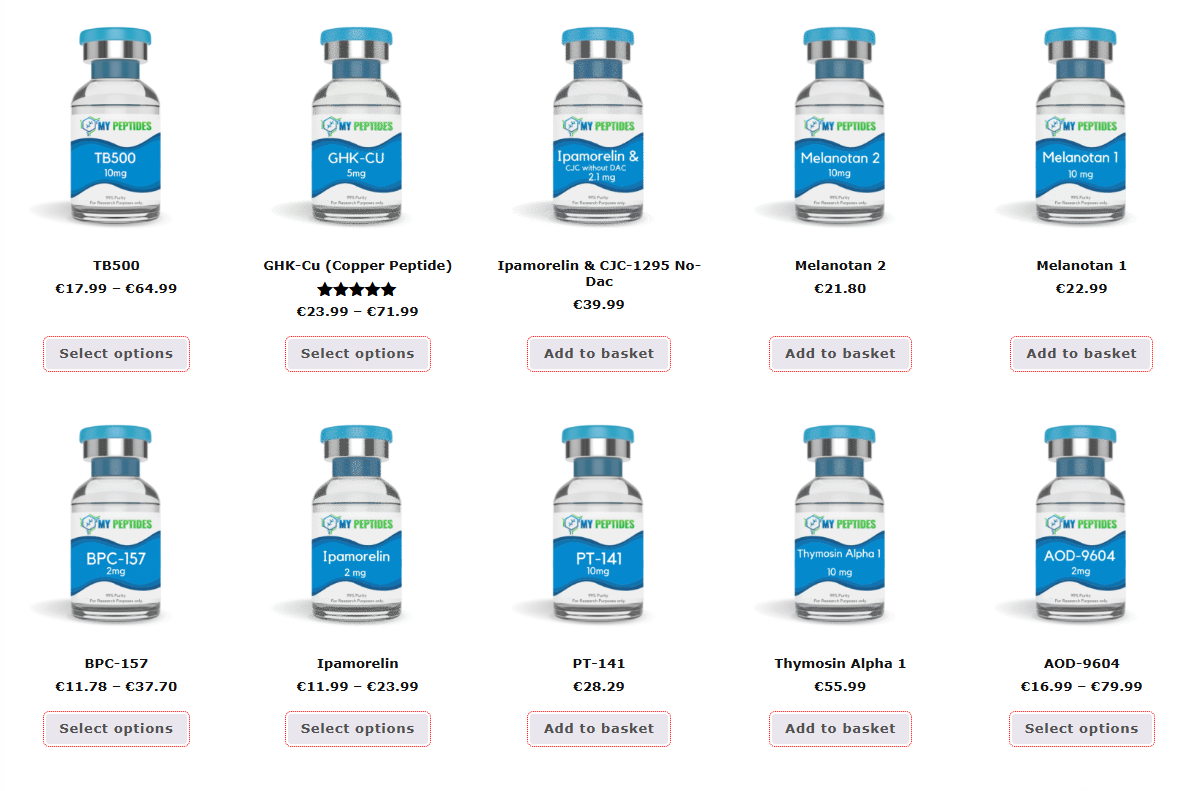 MY PEPTIDES
TB500
10mg
99% Purity
For Research Purposes only.
MY PEPTIDES
GHK-CU
5mg
99% Purity
For Research Purposes only.
MY PEPTIDES
Ipamorelin &
CJC without DAC
2.1 mg
99% Purity
For Research Purposes only.
MY PEPTIDES
Melanotan 2
10mg
99% Purity
For Research Purposes only.
MY PEPTIDES
Melanotan 1
10 mg
99% Purity
For Research Purposes only.
TB500
€17.99 – €64.99
Select options
GHK-Cu (Copper Peptide)
€23.99 – €71.99
Select options
Ipamorelin & CJC-1295 No-
Dac
€39.99
Add to basket
Melanotan 2
€21.80
Add to basket
Melanotan 1
€22.99
Add to basket
MY PEPTIDES
BPC-157
2mg
99% Purity
For Research Purposes only.
MY PEPTIDES
Ipamorelin
2 mg
99% Purity
For Research Purposes only.
MY PEPTIDES
PT-141
10mg
99% Purity
For Research Purposes only.
MY PEPTIDES
Thymosin Alpha 1
10 mg
99% Purity
For Research Purposes only.
MY PEPTIDES
AOD-9604
2mg
99% Purity
For Research Purposes only.
BPC-157
€11.78 – €37.70
Select options
Ipamorelin
€11.99 – €23.99
Select options
PT-141
€28.29
Add to basket
Thymosin Alpha 1
€55.99
Add to basket
AOD-9604
€16.99 – €79.99
Select options